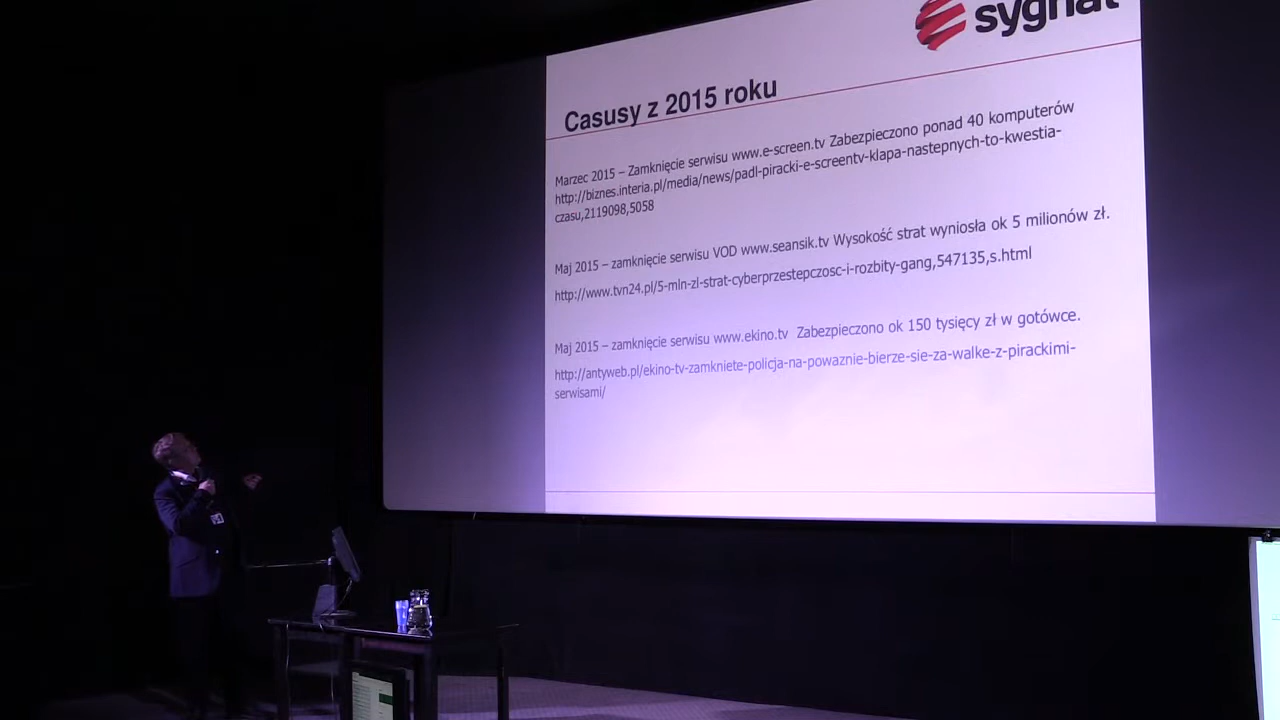 sygnał
Casusy z 2015 roku
Marzec 2015 – Zamknięcie serwisu www.e-screen.tv Zabezpieczono ponad 40 komputerów
http://biznes.interia.pl/media/news/padl-piracki-e-screentv-klapa-nastepnych-to-kwestia-
czasu,2119098,5058
Maj 2015 – zamknięcie serwisu VOD www.seansik.tv Wysokość strat wyniosła ok 5 milionów zł.
http://www.tvn24.pl/5-mln-zl-strat-cyberprzestepczosc-i-rozbity-gang,547135,s.html
Maj 2015 – zamknięcie serwisu www.ekino.tv  Zabezpieczono ok 150 tysięcy zł w gotówce.
http://antyweb.pl/ekino-tv-zamkniete-policja-na-powaznie-bierze-sie-za-walke-z-pirackimi-
serwisami/